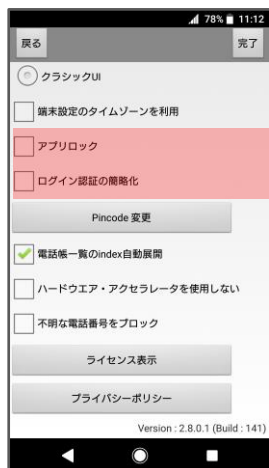 78% 11:12
戻る 完了
クラシックUI
端末設定のタイムゾーンを利用
アプリロック
ログイン認証の簡略化
Pincode 変更
電話帳一覧のindex自動展開
ハードウエア・アクセラレータを使用しない
不明な電話番号をブロック
ライセンス表示
プライバシーポリシー
Version : 2.8.0.1 (Build : 141)